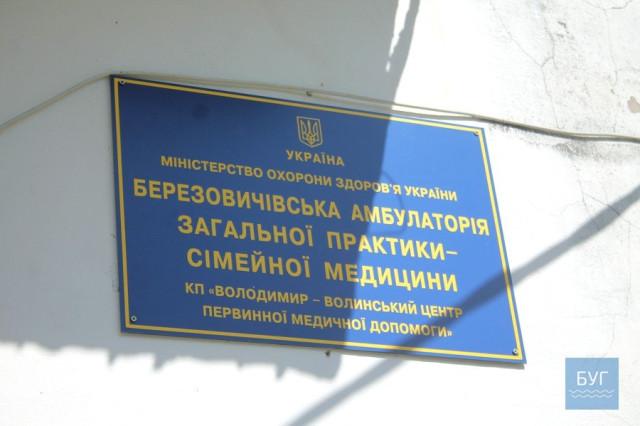 УКРАЇНА
МІНІСТЕРСТВО ОХОРОНИ ЗДОРОВ'Я УКРАЇНИ
БЕРЕЗОВИЧІВСЬКА АМБУЛАТОРІЯ
ЗАГАЛЬНОЇ ПРАКТИКИ–
СІМЕЙНОЇ МЕДИЦИНИ
КП «ВОЛОДИМИР – ВОЛИНСЬКИЙ ЦЕНТР
ПЕРВИННОЇ МЕДИЧНОЇ ДОПОМОГИ»
БУГ